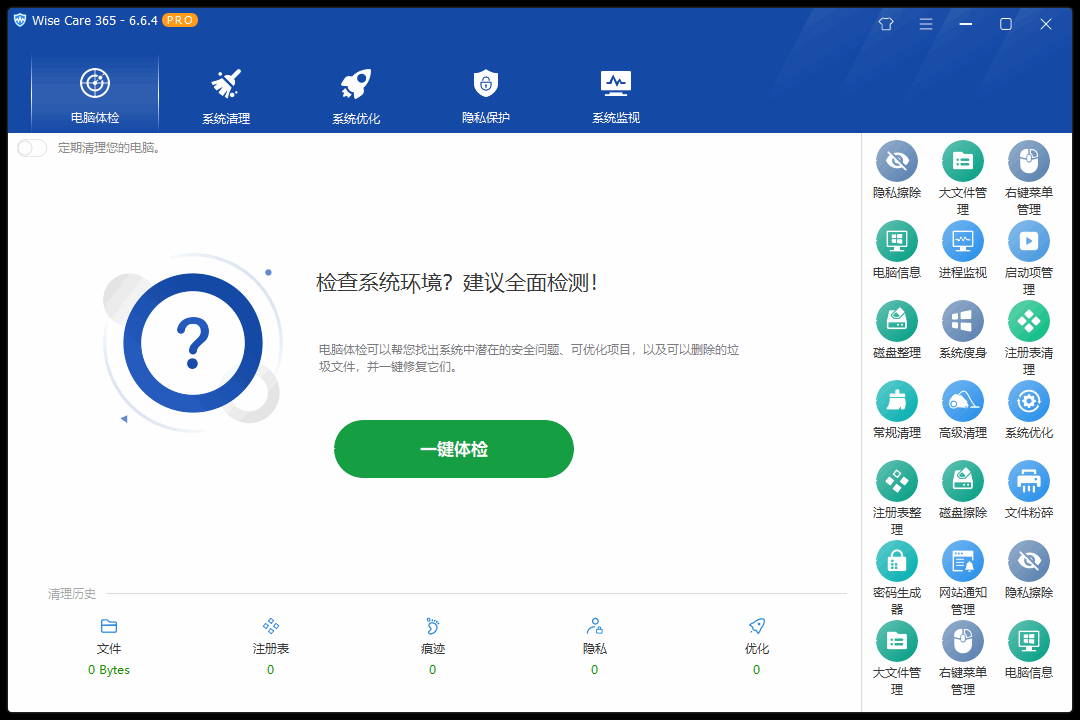 Wise Care 365 - 6.6.4 PRO
电脑体检
系统清理
系统优化
隐私保护
系统监视
定期清理您的电脑。
检查系统环境？建议全面检测！
电脑体检可以帮您找出系统中潜在的安全问题、可优化项目，以及可以删除的垃
圾文件，并一键修复它们。
一键体检
清理历史
文件
注册表
痕迹
隐私
优化
0 Bytes
0
0
0
0
隐私擦除
大文件管
理
右键菜单
管理
电脑信息
进程监视
启动项管
理
磁盘整理
系统瘦身
注册表清
理
常规清理
高级清理
系统优化
注册表整
理
磁盘擦除
文件粉碎
密码生成
器
网站通知
管理
隐私擦除
大文件管
理
右键菜单
管理
电脑信息